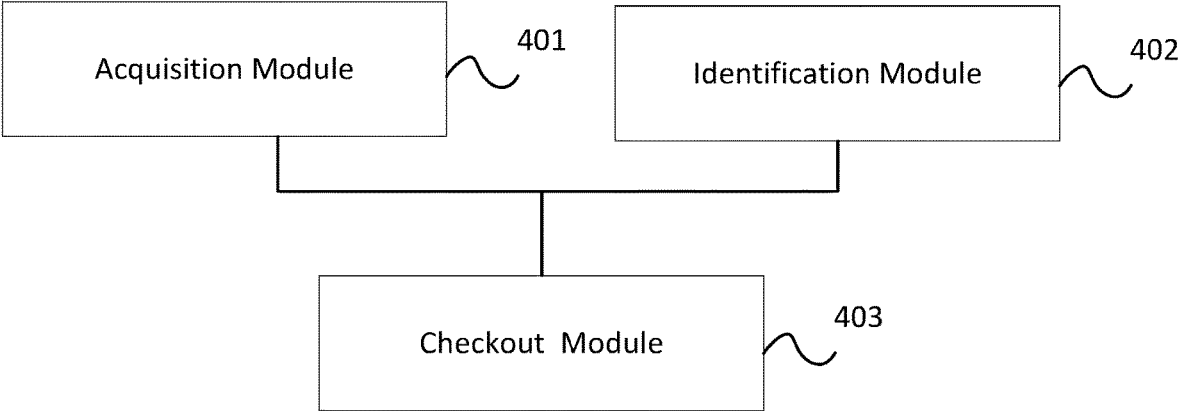 Acquisition Module
401
Identification Module
402
Checkout Module
403